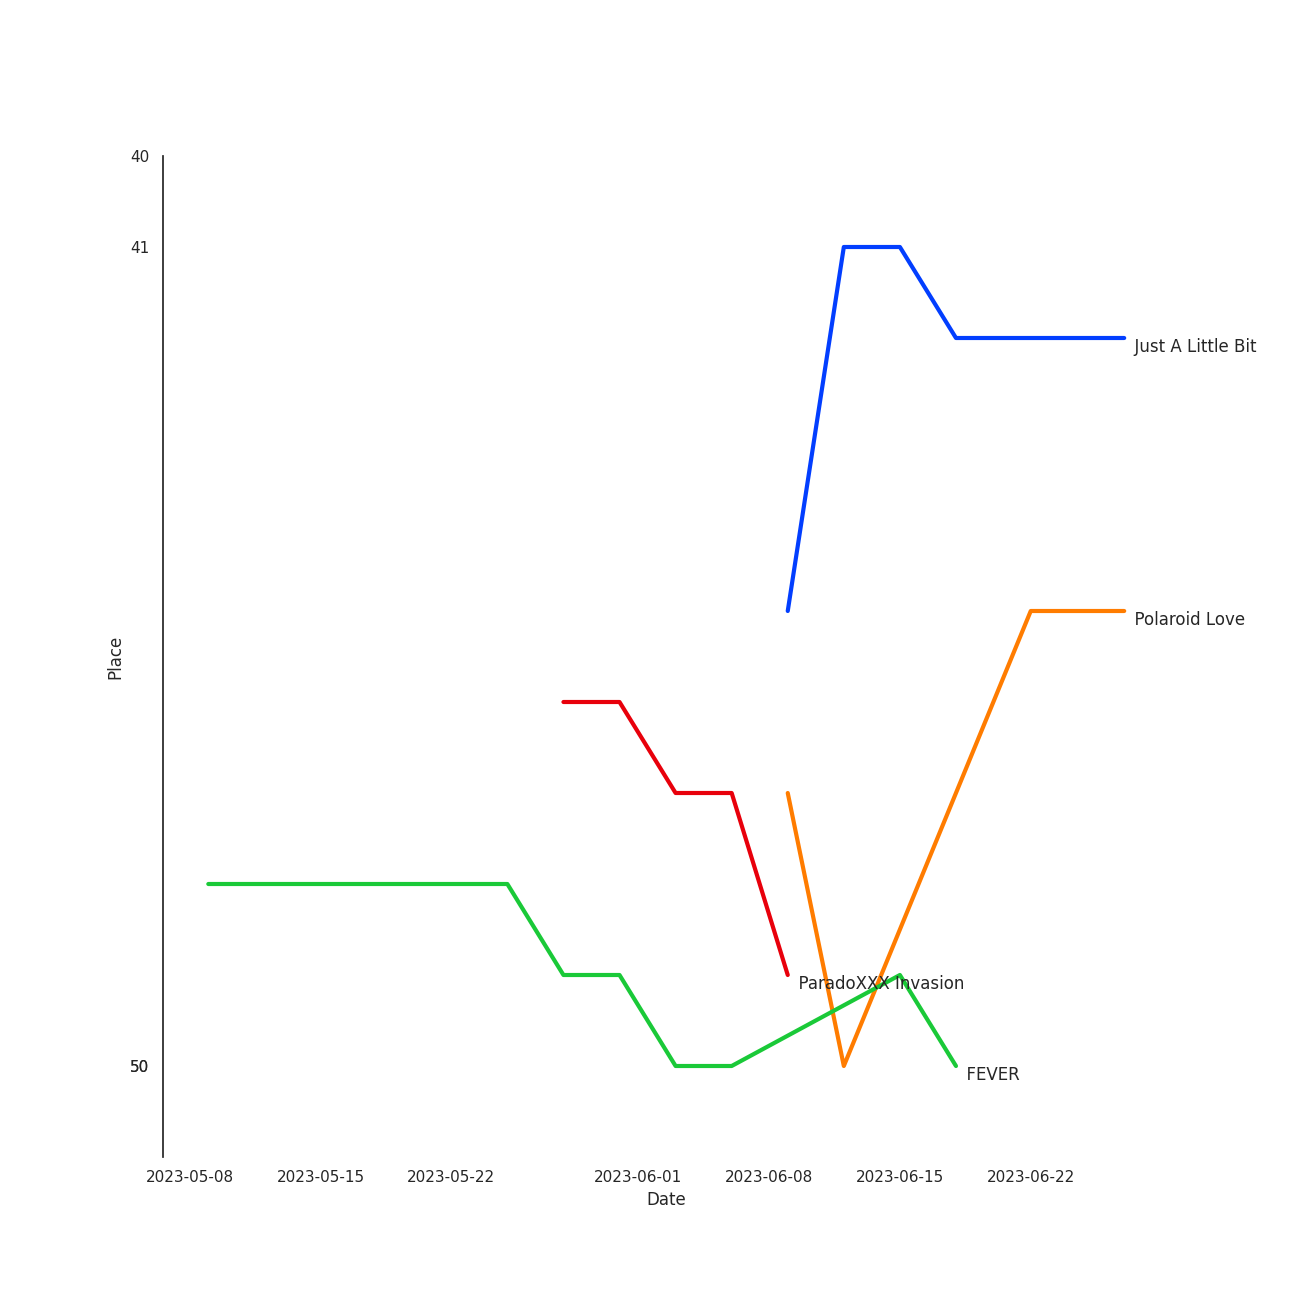 40
41
Just A Little Bit
Polaroid Love
Place
ParadoXXX Invasion
50
FEVER
2023-05-08 2023-05-15 2023-05-22 2023-06-01 2023-06-08 2023-06-15 2023-06-22
Date